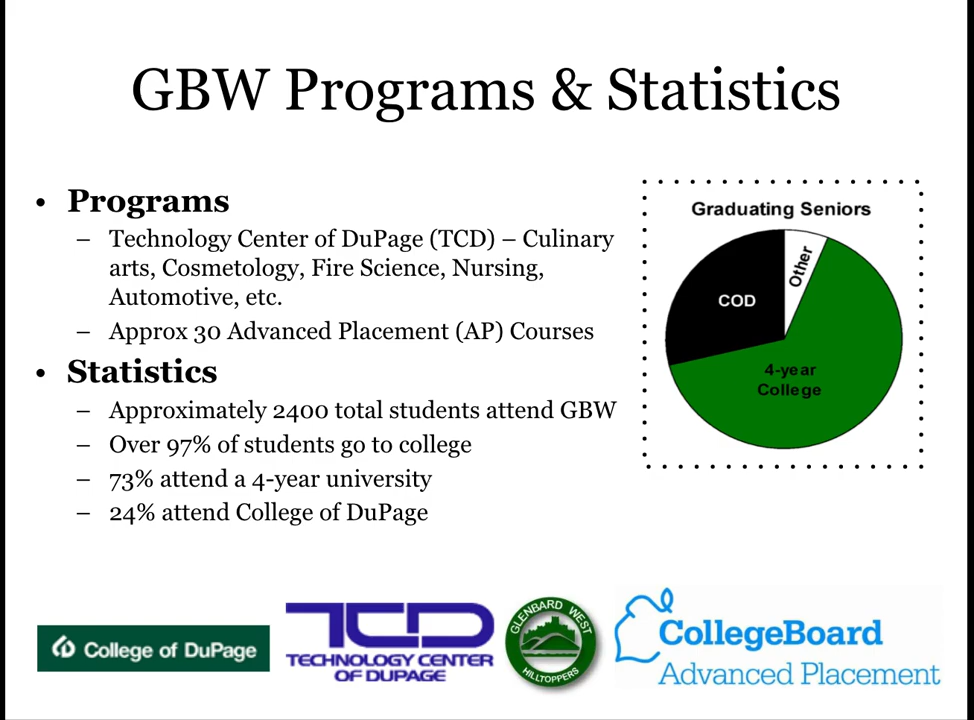 GBW Programs & Statistics
• Programs
– Technology Center of DuPage (TCD) – Culinary
arts, Cosmetology, Fire Science, Nursing,
Automotive, etc.
– Approx 30 Advanced Placement (AP) Courses
• Statistics
– Approximately 2400 total students attend GBW
– Over 97% of students go to college
– 73% attend a 4-year university
– 24% attend College of DuPage
Graduating Seniors
Other
COD
4-year
College
College of DuPage
TCD
TECHNOLOGY CENTER
OF DUPAGE
GLENBARD WEST
HILLTOPPERS
CollegeBoard
Advanced Placement